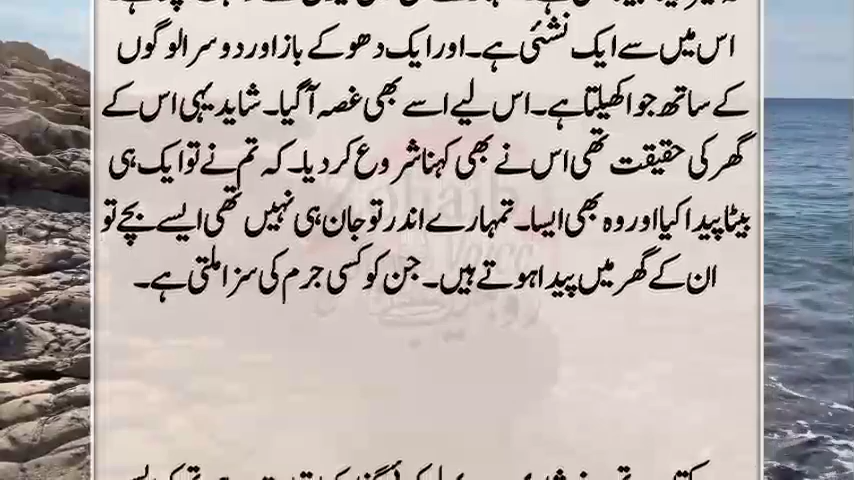 اس میں سے ایک نشئی ہے۔ اور ایک دھوکے باز اور دوسرا لوگوں
کے ساتھ جوا کھیلتا ہے۔ اس لیے اسے بھی غصہ آگیا۔ شاید یہی اس کے
گھر کی حقیقت تھی اس نے بھی کہنا شروع کر دیا۔ کہ تم نے تو ایک ہی
بیٹا پیدا کیا اور وہ بھی ایسا۔ تمہارے اندر تو جان ہی نہیں تھی ایسے بچے تو
ان کے گھر میں پیدا ہوتے ہیں۔ جن کو کسی جرم کی سزا ملتی ہے۔
Zohaib
Voice